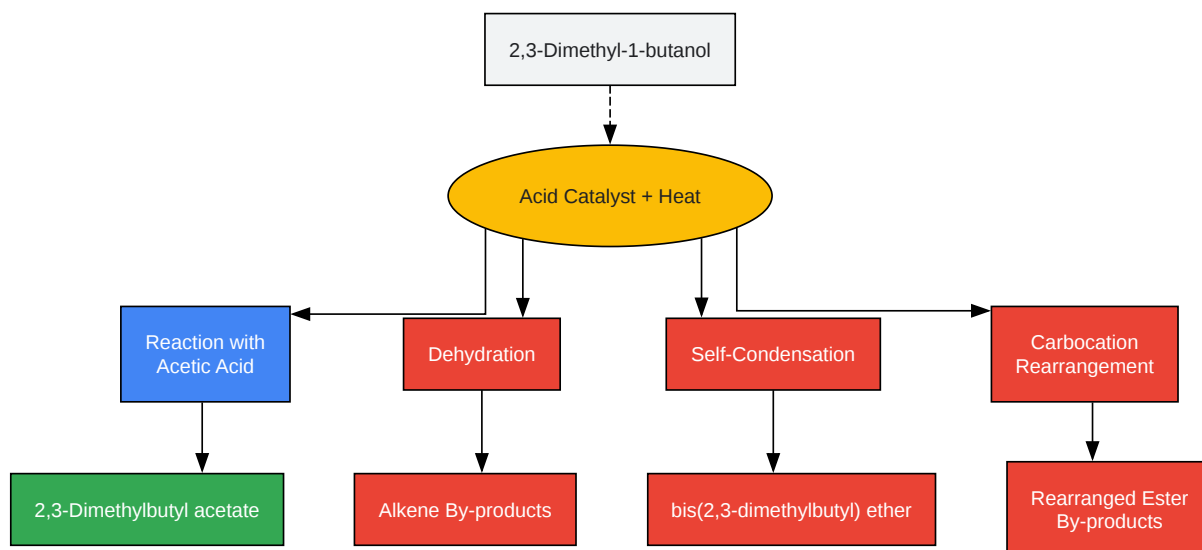 2,3-Dimethyl-1-butanol
Acid Catalyst + Heat
Reaction with
Acetic Acid
Dehydration
Self-Condensation
Carbocation
Rearrangement
2,3-Dimethylbutyl acetate
Alkene By-products
bis(2,3-dimethylbutyl) ether
Rearranged Ester
By-products